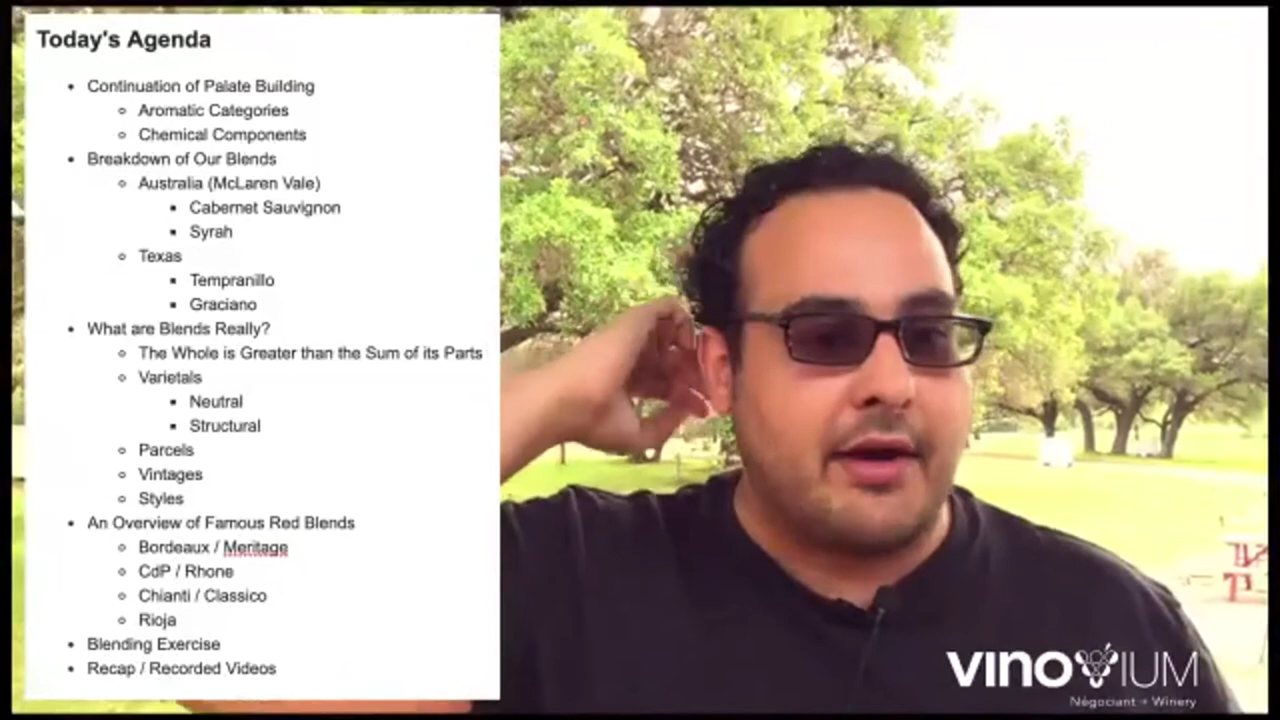 Today's Agenda
Continuation of Palate Building
Aromatic Categories
Chemical Components
Breakdown of Our Blends
Australia (McLaren Vale)
Cabernet Sauvignon
Syrah
Texas
Tempranillo
Graciano
What are Blends Really?
The Whole is Greater than the Sum of its Parts
Varietals
Neutral
Structural
Parcels
Vintages
Styles
An Overview of Famous Red Blends
Bordeaux / Meritage
CdP / Rhone
Chianti / Classico
Rioja
Blending Exercise
Recap / Recorded Videos
vinoVIUM
Négociant + Winery